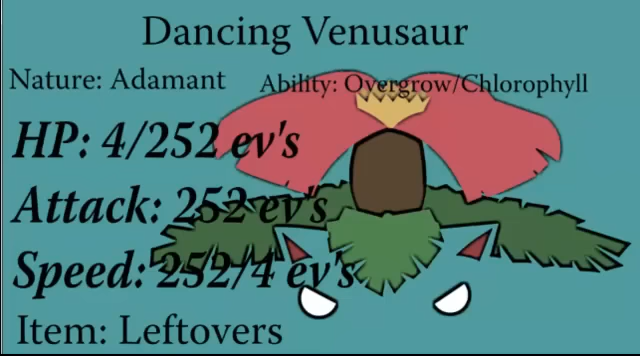 Dancing Venusaur
Nature: Adamant Ability: Overgrow/Chlorophyll
HP: 4/252 ev's
Attack: 252 ev's
Speed: 252/4 ev's
Item: Leftovers